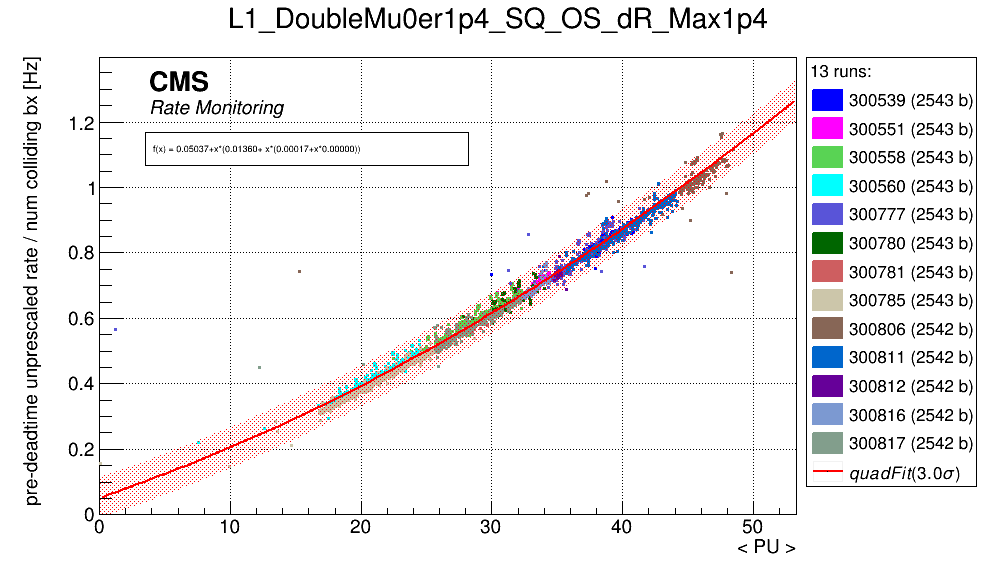 L1_DoubleMu0er1p4_SQ_OS_dR_Max1p4
pre-deadtime unprescaled rate / num colliding bx [Hz]
CMS
Rate Monitoring
f(x) = 0.05037+x*(0.01360+ x*(0.00017+x*0.00000))
1.2
1
0.8
0.6
0.4
0.2
0
0 10 20 30 40 50
< PU >
13 runs:
300539 (2543 b)
300551 (2543 b)
300558 (2543 b)
300560 (2543 b)
300777 (2543 b)
300780 (2543 b)
300781 (2543 b)
300785 (2543 b)
300806 (2542 b)
300811 (2542 b)
300812 (2542 b)
300816 (2542 b)
300817 (2542 b)
quadFit(3.0σ)